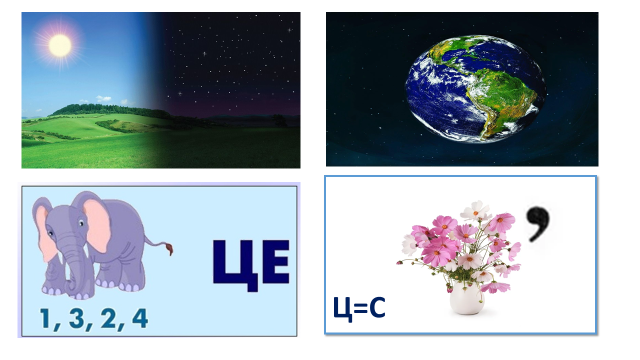 ЦЕ
1, 3, 2, 4
,
Ц=С